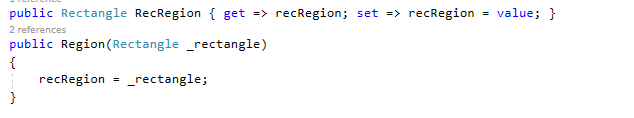 1 reference
public Rectangle RecRegion { get => recRegion; set => recRegion = value; }
2 references
public Region(Rectangle _rectangle)
{
recRegion = _rectangle;
}